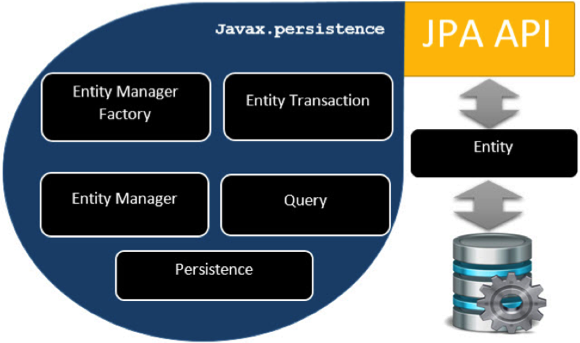 Javax.persistence
JPA API
Entity Manager
Factory
Entity Transaction
Entity
Entity Manager
Query
Persistence